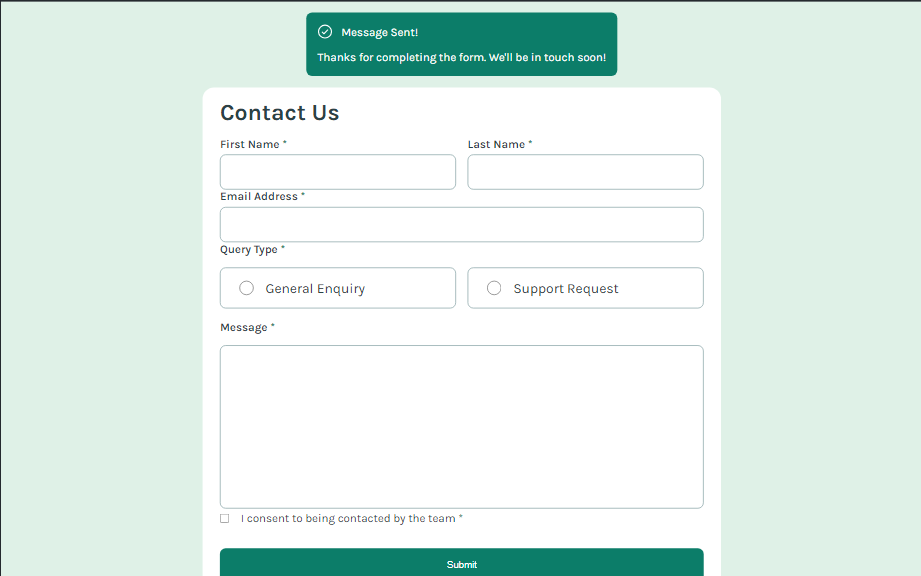 Message Sent!
Thanks for completing the form. We'll be in touch soon!
Contact Us
First Name *
Last Name *
Email Address *
Query Type *
General Enquiry
Support Request
Message *
I consent to being contacted by the team *
Submit